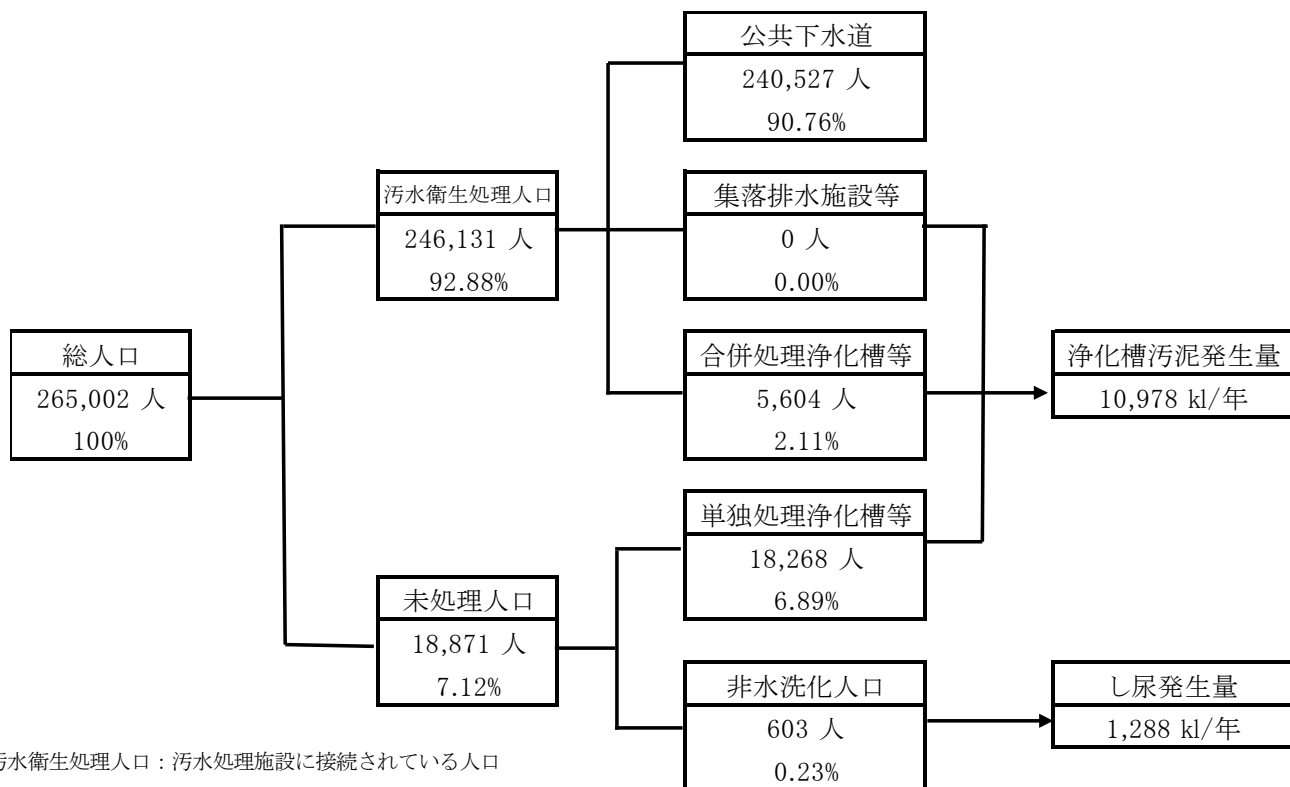 公共下水道
240,527 人
90.76%
汚水衛生処理人口
246,131 人
92.88%
集落排水施設等
0 人
0.00%
総人口
265,002 人
100%
合併処理浄化槽等
5,604 人
2.11%
浄化槽汚泥発生量
10,978 kl/年
単独処理浄化槽等
18,268 人
6.89%
未処理人口
18,871 人
7.12%
非水洗化人口
603 人
0.23%
し尿発生量
1,288 kl/年
汚水衛生処理人口：汚水処理施設に接続されている人口